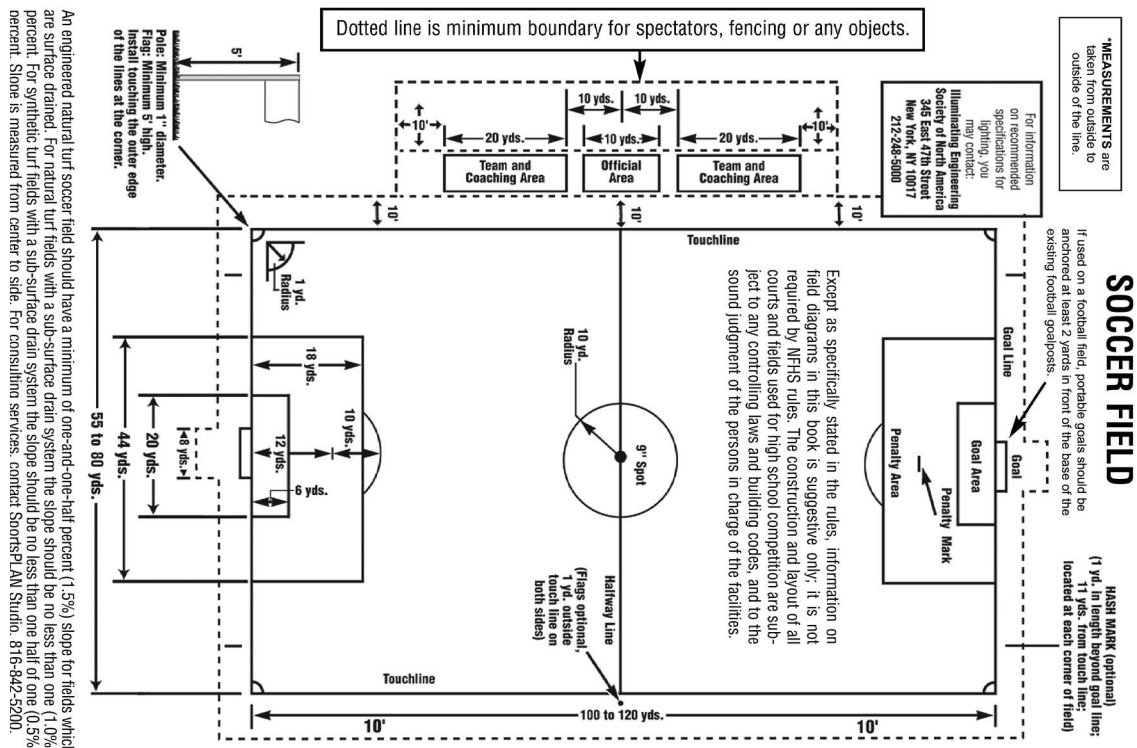 SOCCER FIELD
*MEASUREMENTS are
taken from outside to
outside of the line.
For information
on recommended
specifications for
lighting, you
may contact:
Illuminating Engineering
Society of North America
345 East 47th Street
New York, NY 10017
212-248-5000
If used on a football field, portable goals should be
anchored at least 2 yards in front of the base of the
existing football goalposts.
HASH MARK (optional)
(1 yd. in length beyond goal line;
11 yds. from touch line;
located at each corner of field)
Dotted line is minimum boundary for spectators, fencing or any objects.
10 yds.
10 yds.
10'
20 yds.
10 yds.
20 yds.
10'
Team and
Coaching Area
Official
Area
Team and
Coaching Area
10'
10'
10'
Touchline
Goal Line
Goal
Goal Area
Penalty Area
Penalty Mark
Except as specifically stated in the rules, information on
field diagrams in this book is suggestive only; it is not
required by NFHS rules. The construction and layout of all
courts and fields used for high school competition are sub-
ject to any controlling laws and building codes, and to the
sound judgment of the persons in charge of the facilities.
9" Spot
10 yd.
Radius
Halfway Line
(Flags optional,
1 yd. outside
touch line on
both sides)
1 yd.
Radius
18 yds.
10 yds.
12 yds.
6 yds.
8 yds.
20 yds.
44 yds.
55 to 80 yds.
Touchline
100 to 120 yds.
10'
10'
5'
Pole: Minimum 1" diameter.
Flag: Minimum 5' high.
Install touching the outer edge
of the lines at the corner.
An engineered natural turf soccer field should have a minimum of one-and-one-half percent (1.5%) slope for fields which
are surface drained. For natural turf fields with a sub-surface drain system the slope should be no less than one (1.0%
percent. For synthetic turf fields with a sub-surface drain system the slope should be no less than one half of one (0.5%
percent. Slope is measured from center to side. For consulting services, contact SportsPLAN Studio, 816-842-5200.